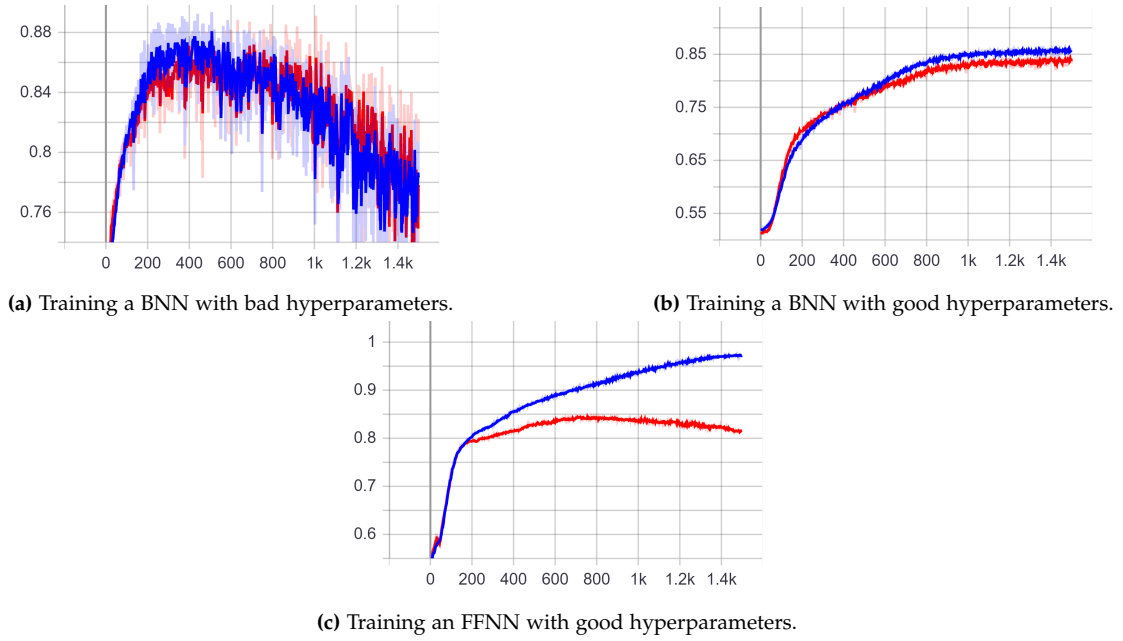 0.88
0.84
0.8
0.76
0 200 400 600 800 1k 1.2k 1.4k
(a) Training a BNN with bad hyperparameters.
0.85
0.75
0.65
0.55
0 200 400 600 800 1k 1.2k 1.4k
(b) Training a BNN with good hyperparameters.
1
0.9
0.8
0.7
0.6
0 200 400 600 800 1k 1.2k 1.4k
(c) Training an FFNN with good hyperparameters.